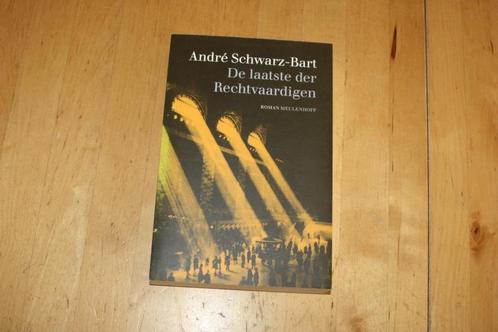 André Schwarz-Bart
De laatste der
Rechtvaardigen
ROMAN MEULENHOFF